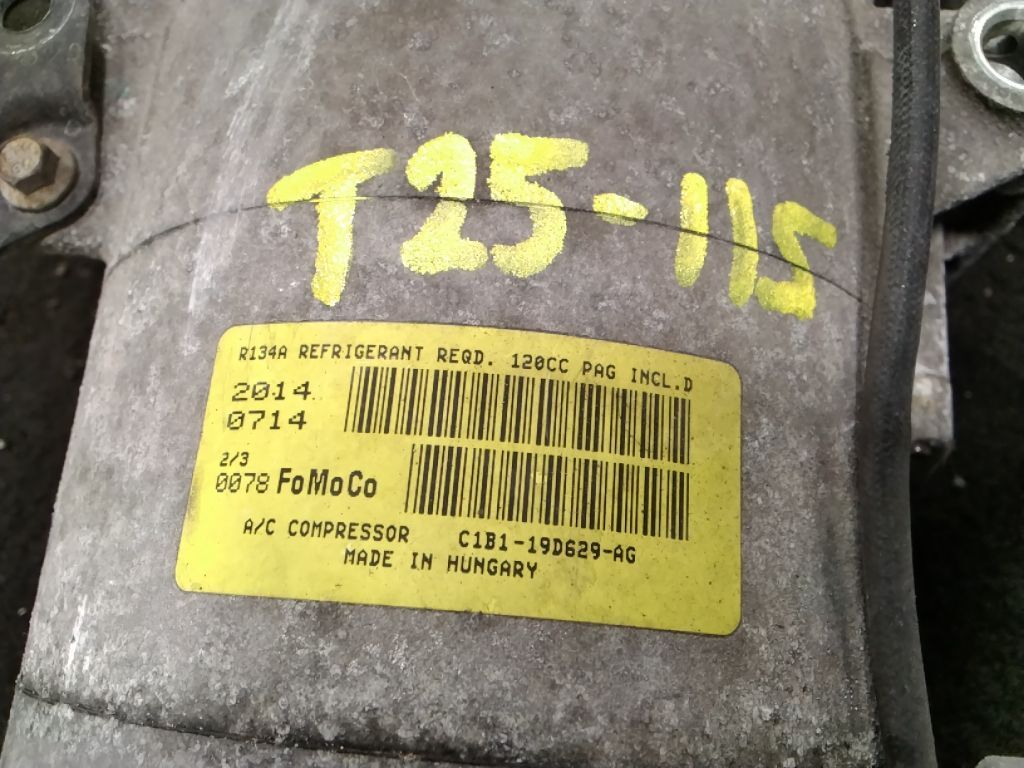 T25-115
R134A REFRIGERANT REQD. 120CC PAG INCL.D
2014
0714
2/3
0078 FoMoCo
A/C COMPRESSOR C1B1-19D629-AG
MADE IN HUNGARY